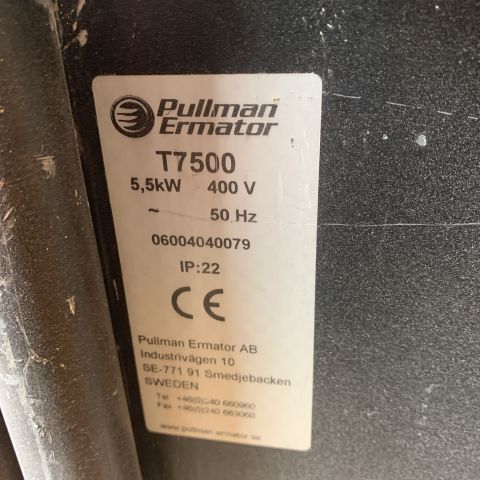 Pullman
Ermator
T7500
5,5kW 400 V
~ 50 Hz
06004040079
IP:22
CE
Pullman Ermator AB
Industrivägen 10
SE-771 91 Smedjebacken
SWEDEN
Tel +46(0)240 660960
Fax +46(0)240 663060
www.pullman-ermator.se